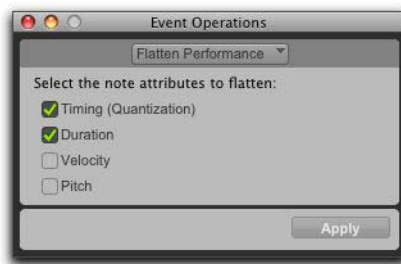 Event Operations
Flatten Performance
Select the note attributes to flatten:
Timing (Quantization)
Duration
Velocity
Pitch
Apply